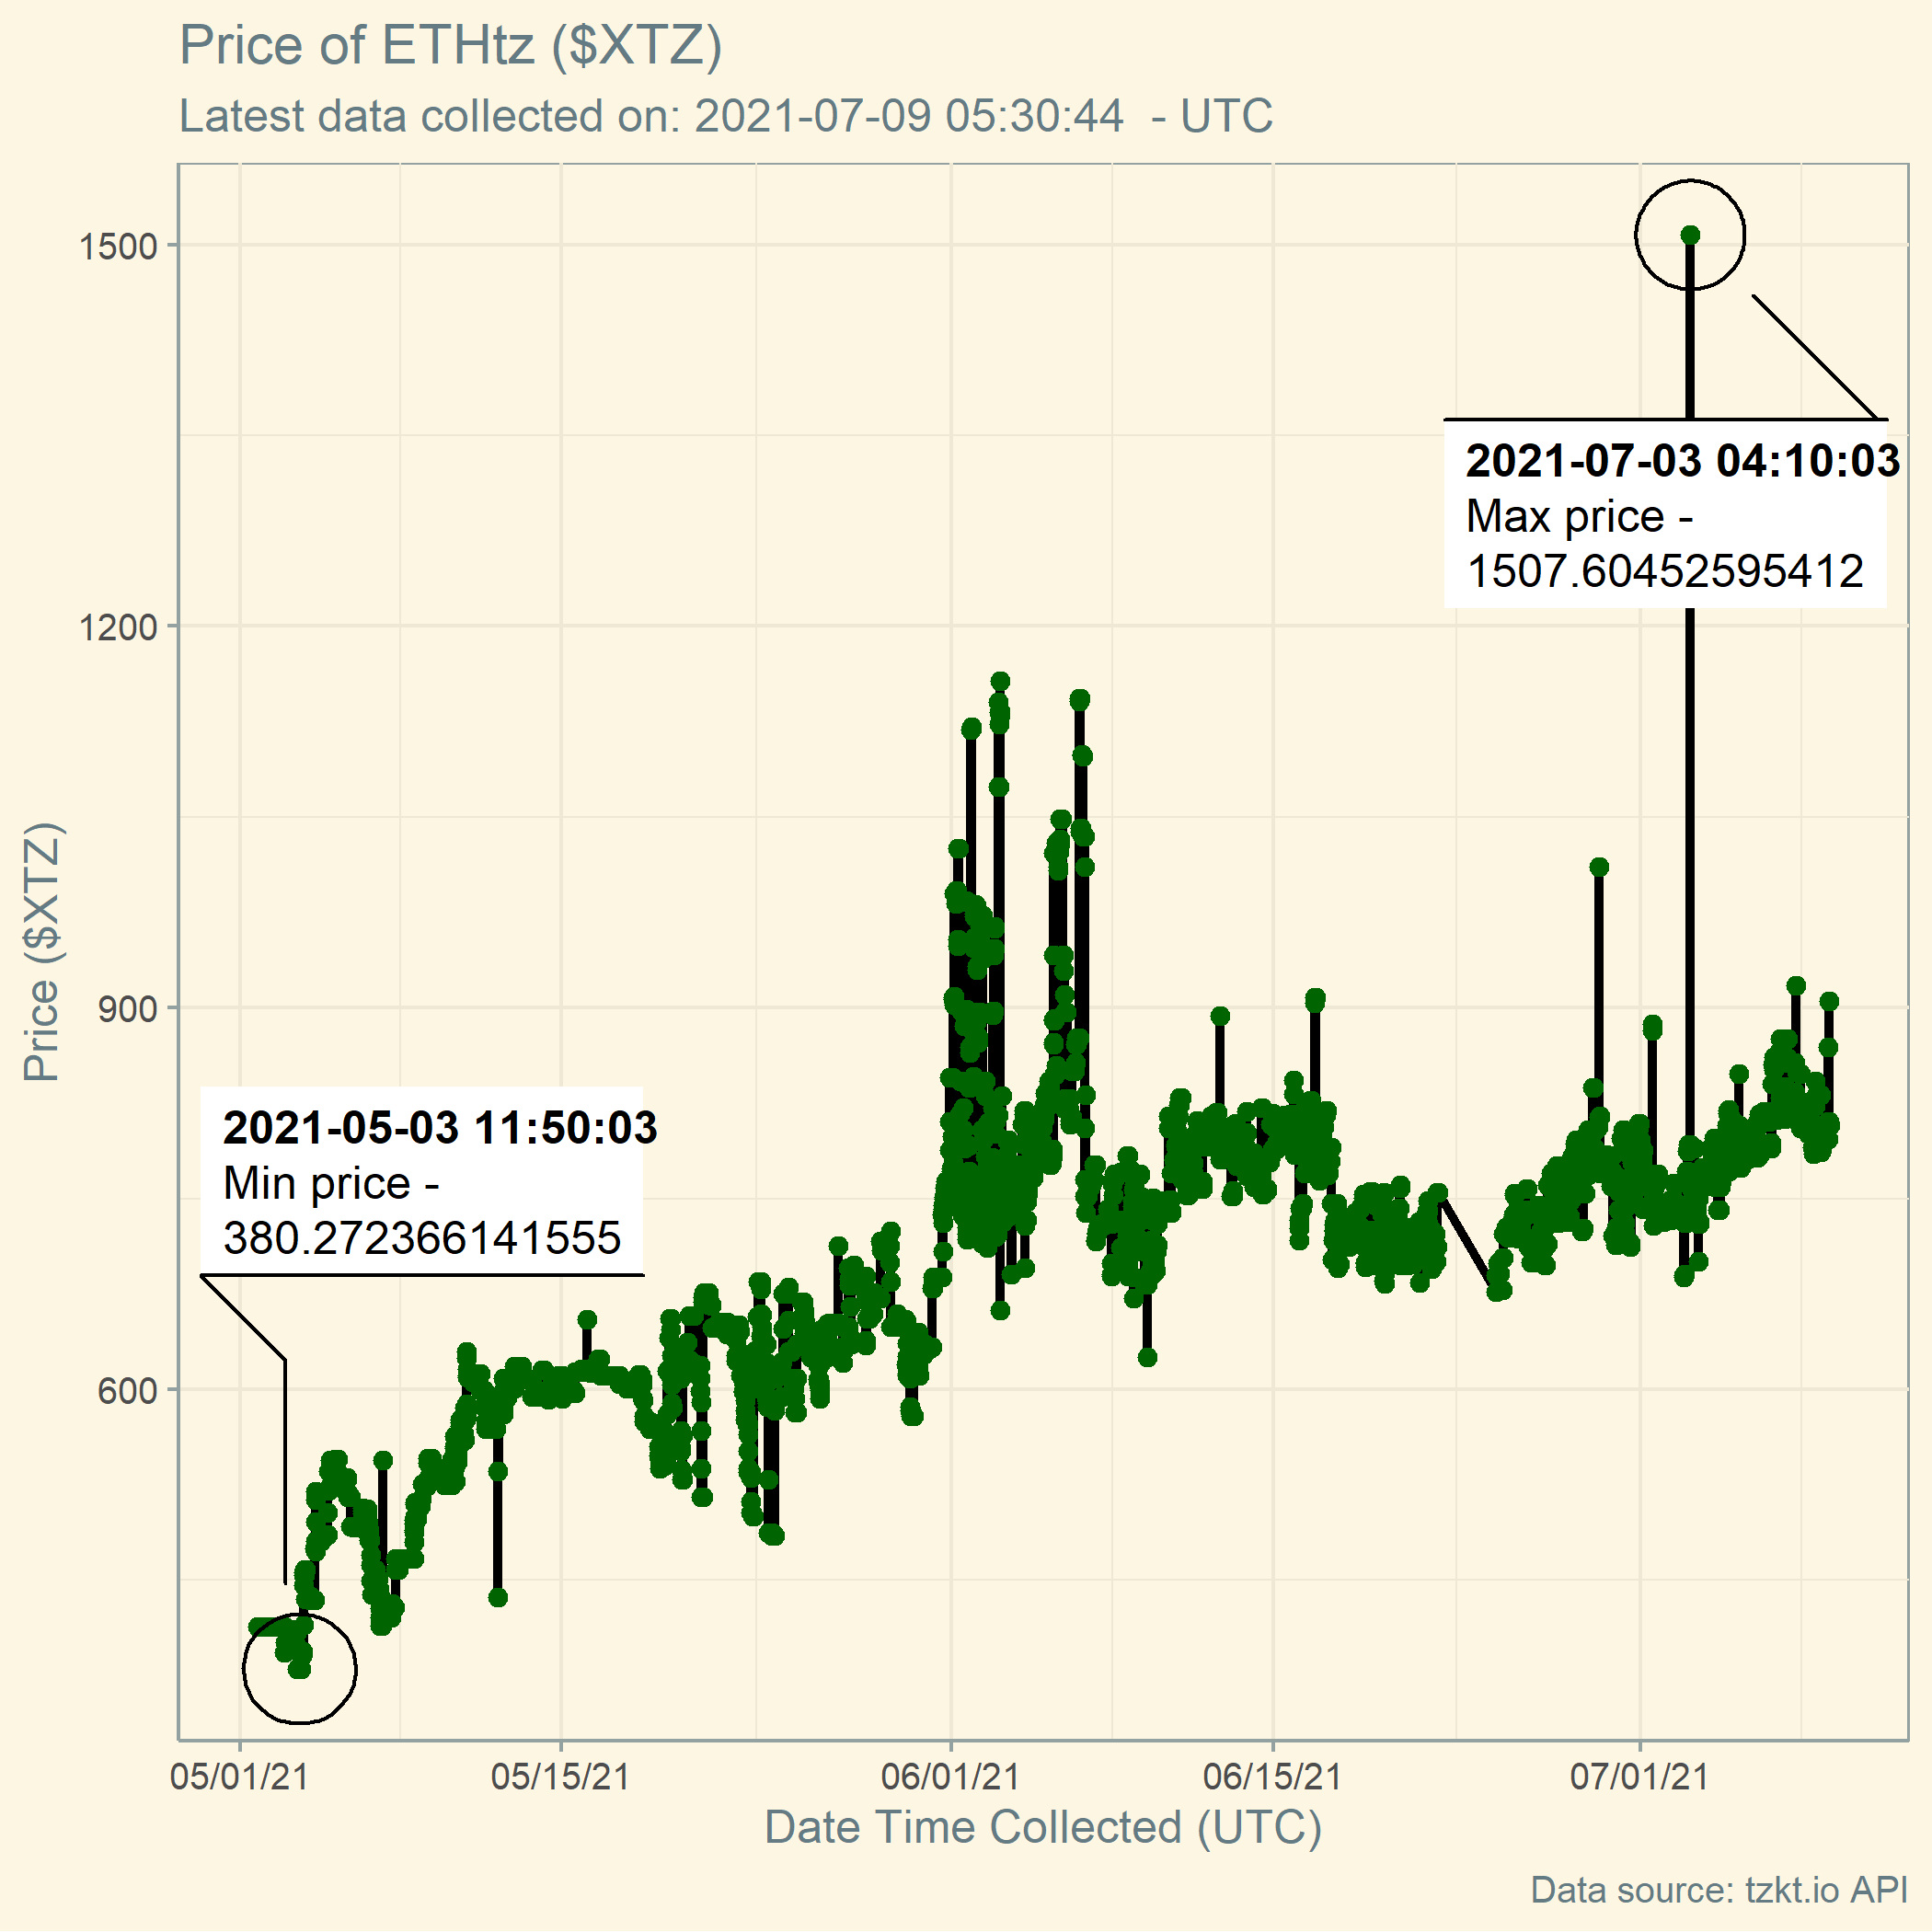 Price of ETHtz ($XTZ)
Latest data collected on: 2021-07-09 05:30:44  - UTC
1500
1200
900
600
Price ($XTZ)
2021-07-03 04:10:03
Max price -
1507.60452595412
2021-05-03 11:50:03
Min price -
380.272366141555
05/01/21
05/15/21
06/01/21
06/15/21
07/01/21
Date Time Collected (UTC)
Data source: tzkt.io API